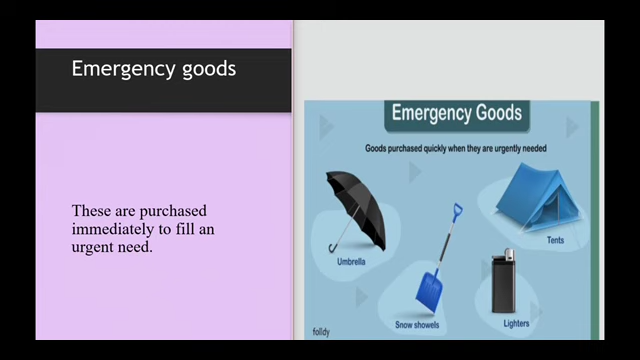 Emergency goods
These are purchased
immediately to fill an
urgent need.
Emergency Goods
Goods purchased quickly when they are urgently needed
Umbrella
Tents
Snow showels
Lighters
folldy